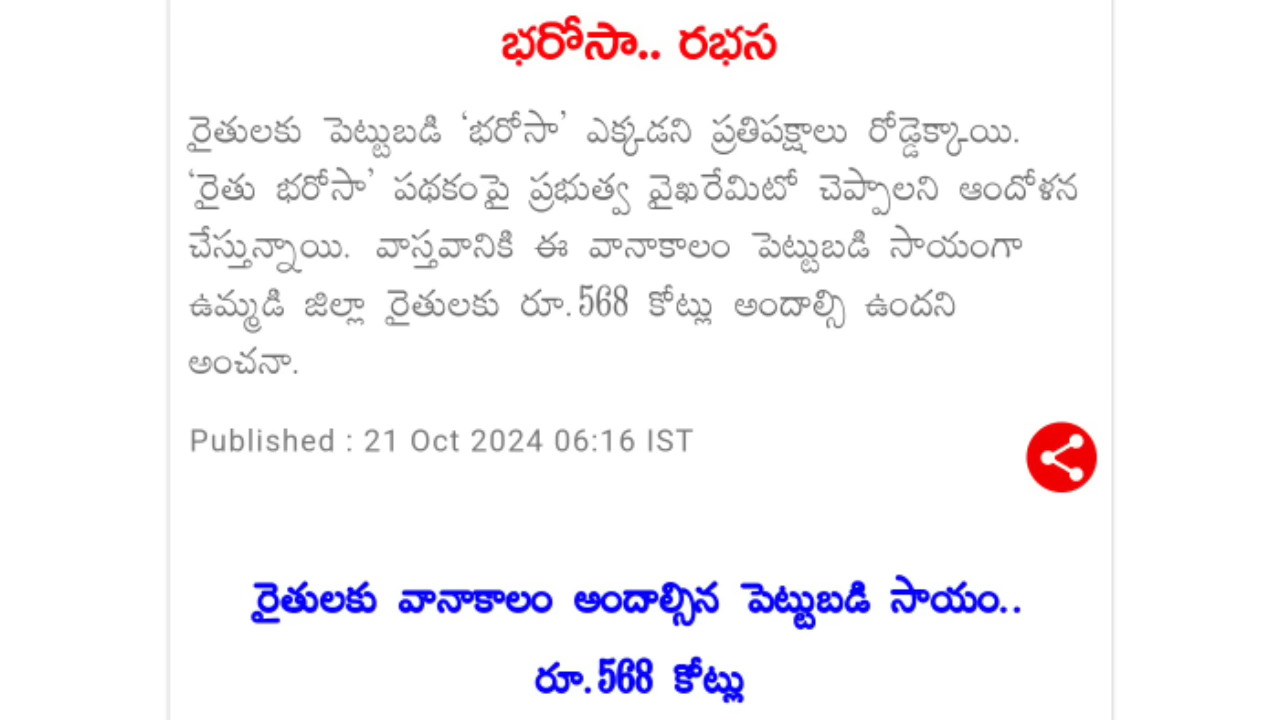 భరోసా.. రభస
రైతులకు పెట్టుబడి ‘భరోసా’ ఎక్కడని ప్రతిపక్షాలు రోడ్డెక్కాయి.
‘రైతు భరోసా’ పథకంపై ప్రభుత్వ వైఖరేమిటో చెప్పాలని ఆందోళన
చేస్తున్నాయి. వాస్తవానికి ఈ వానాకాలం పెట్టుబడి సాయంగా
ఉమ్మడి జిల్లా రైతులకు రూ.568 కోట్లు అందాల్సి ఉందని
అంచనా.
Published : 21 Oct 2024 06:16 IST
రైతులకు వానాకాలం అందాల్సిన పెట్టుబడి సాయం..
రూ.568 కోట్లు